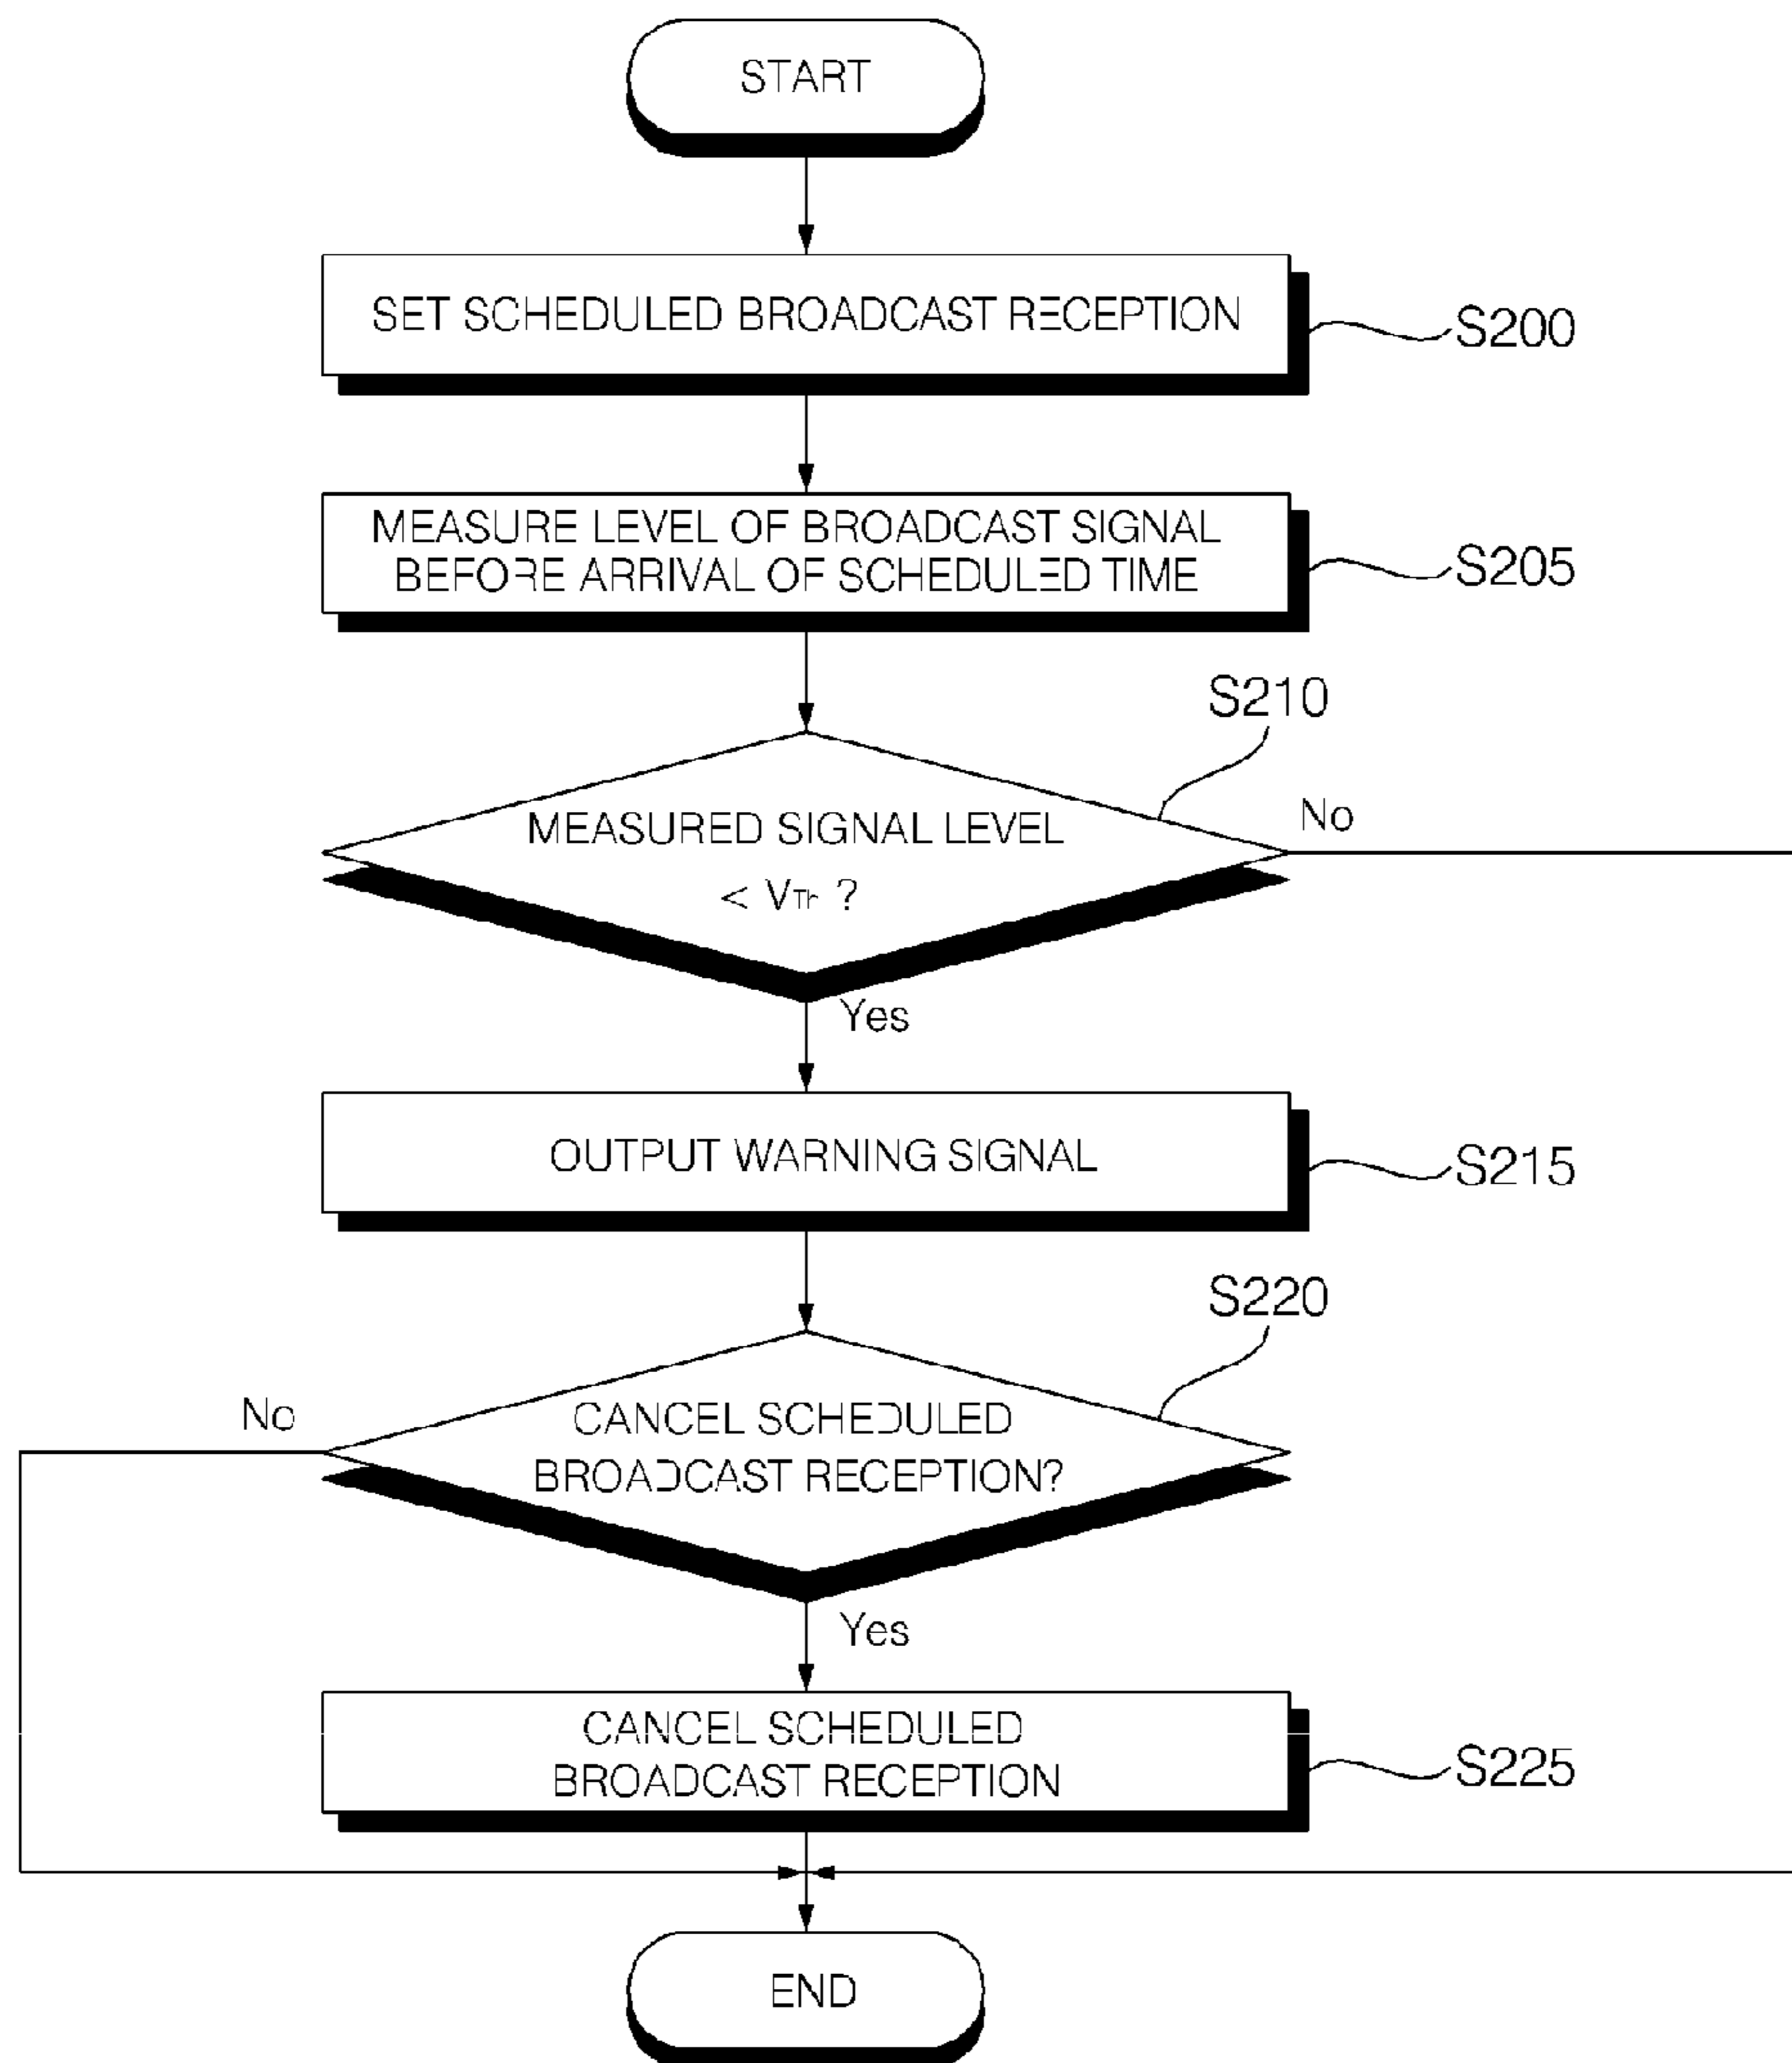 START
SET SCHEDULED BROADCAST RECEPTION
S200
MEASURE LEVEL OF BROADCAST SIGNAL
BEFORE ARRIVAL OF SCHEDULED TIME
S205
S210
MEASURED SIGNAL LEVEL
< VTh ?
No
Yes
OUTPUT WARNING SIGNAL
S215
S220
CANCEL SCHEDULED
BROADCAST RECEPTION?
No
Yes
CANCEL SCHEDULED
BROADCAST RECEPTION
S225
END